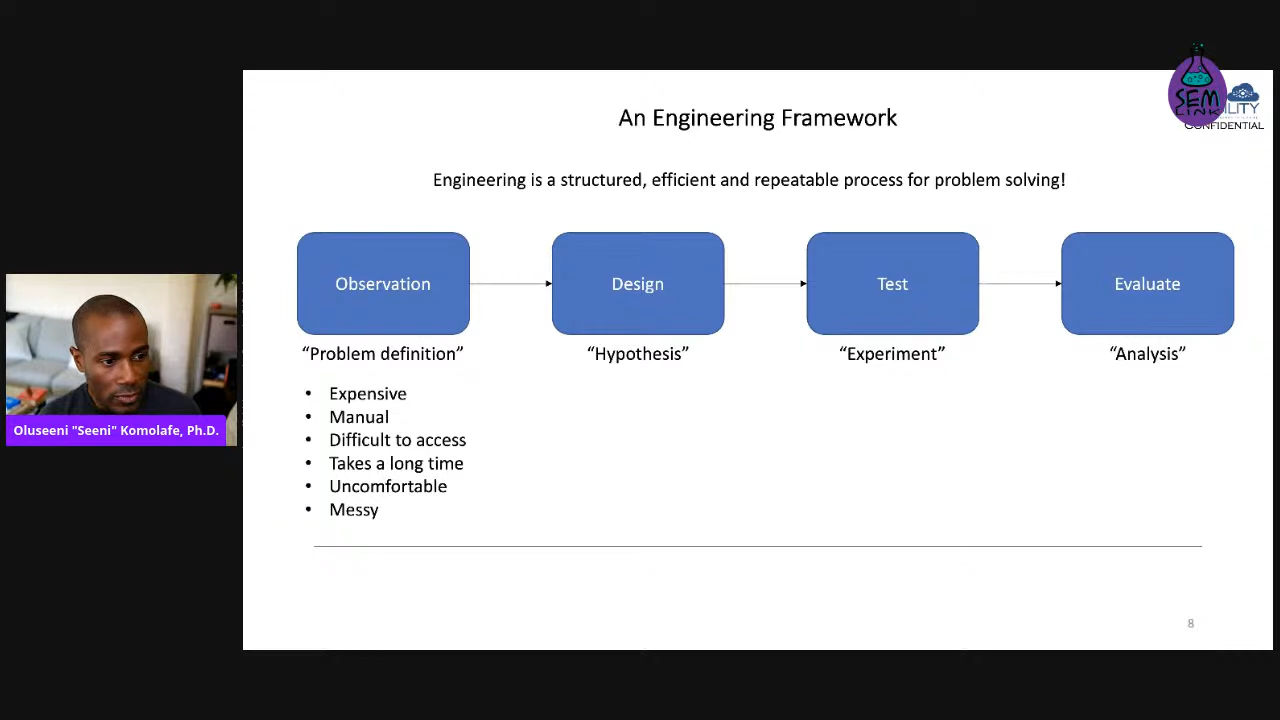 An Engineering Framework
SEM
LINK
ILITY
CONFIDENTIAL
Engineering is a structured, efficient and repeatable process for problem solving!
Observation
Design
Test
Evaluate
“Problem definition”
“Hypothesis”
“Experiment”
“Analysis”
• Expensive
• Manual
• Difficult to access
• Takes a long time
• Uncomfortable
• Messy
Oluseeni "Seeni" Komolafe, Ph.D.
8